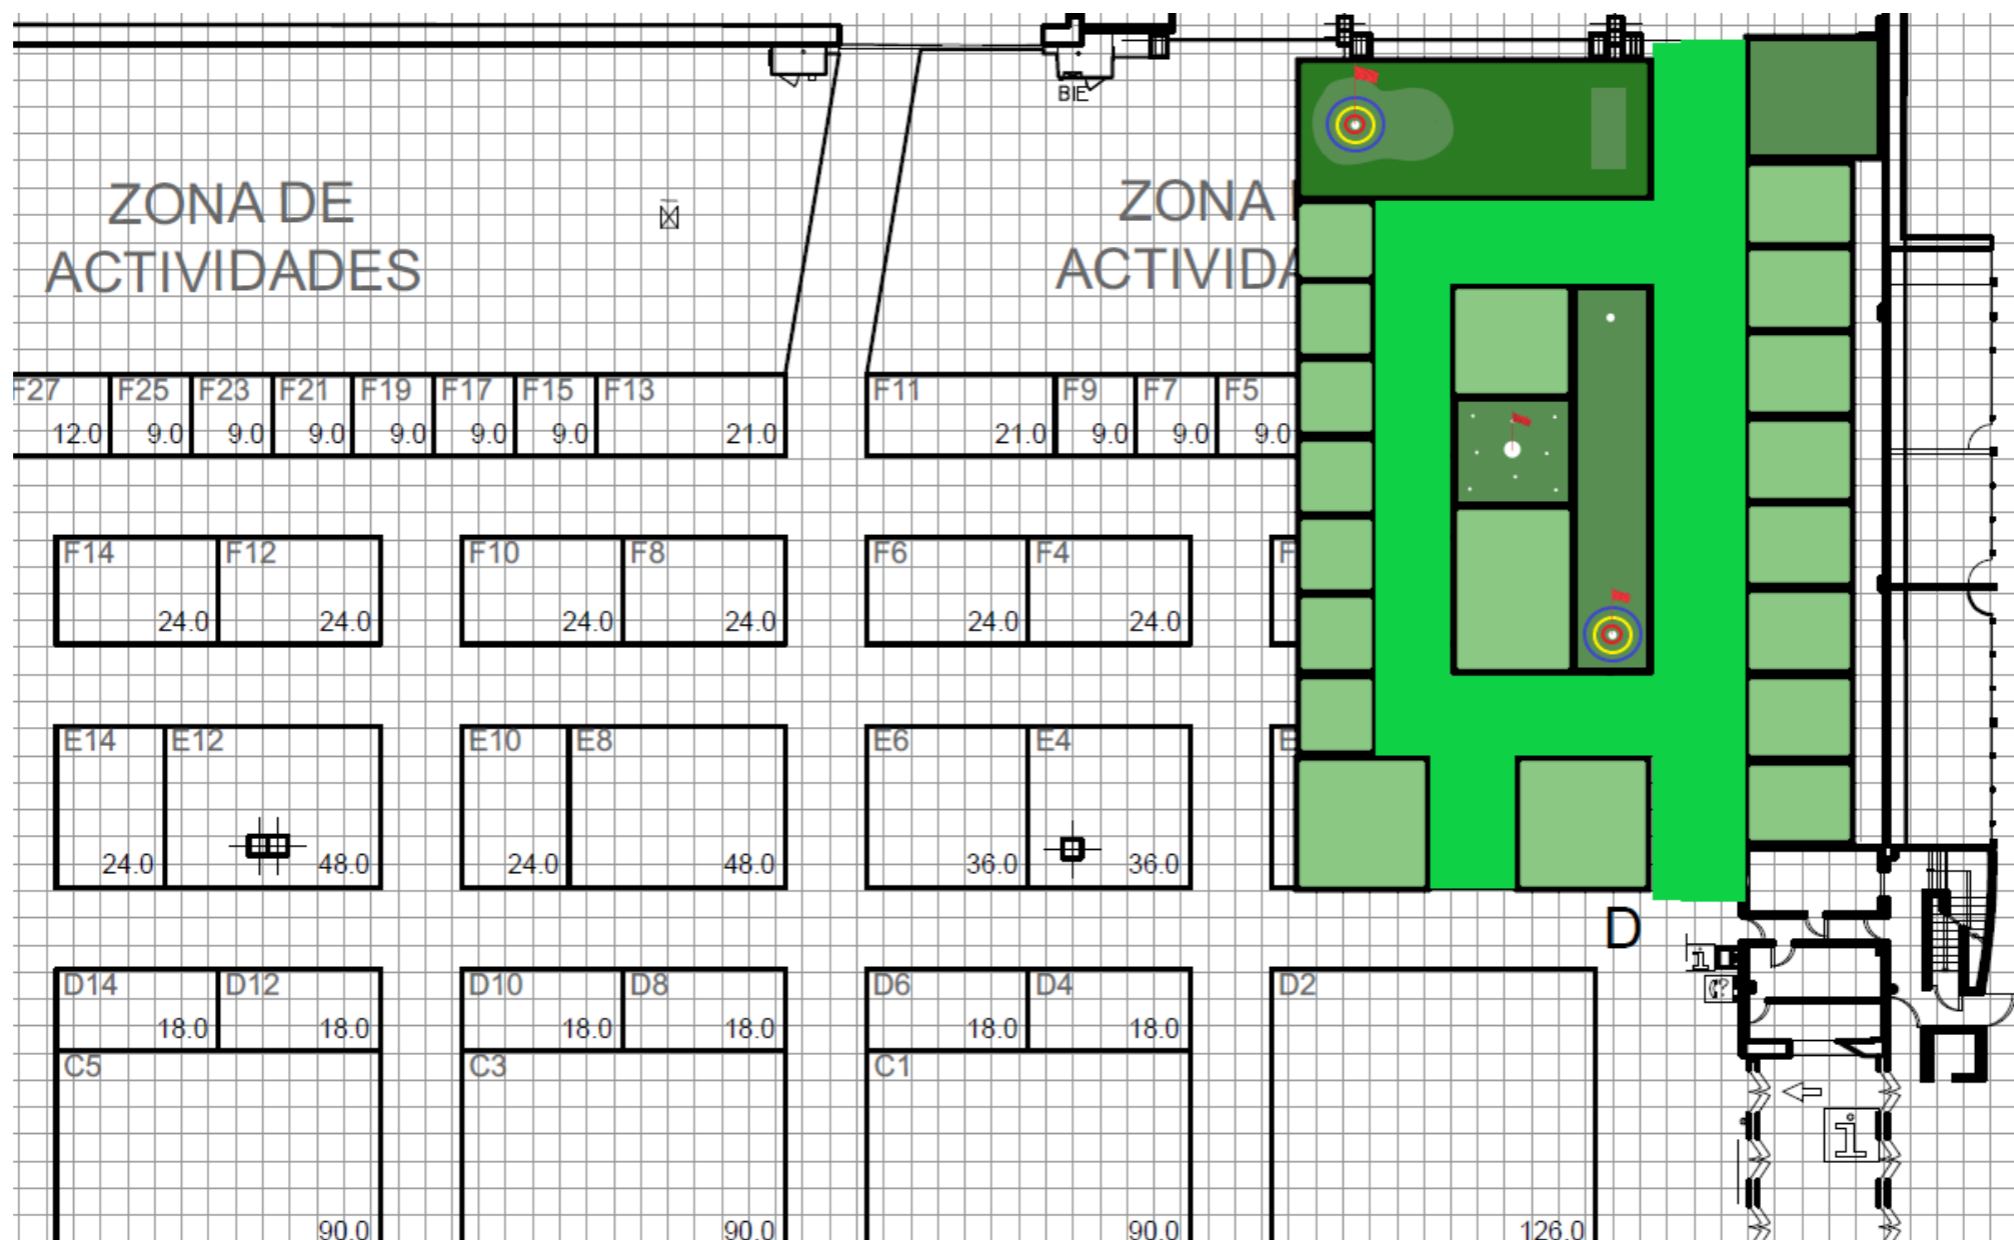 BIE
ZONA DE
ACTIVIDADES
ZONA
ACTIVIDA
F27
12.0
F25
9.0
F23
9.0
F21
9.0
F19
9.0
F17
9.0
F15
9.0
F13
21.0
F11
21.0
F9
9.0
F7
9.0
F5
9.0
F14
24.0
F12
24.0
F10
24.0
F8
24.0
F6
24.0
F4
24.0
F
E14
24.0
E12
48.0
E10
24.0
E8
48.0
E6
36.0
E4
36.0
E
D
i
?
D14
18.0
D12
18.0
D10
18.0
D8
18.0
D6
18.0
D4
18.0
D2
126.0
C5
90.0
C3
90.0
C1
90.0
i